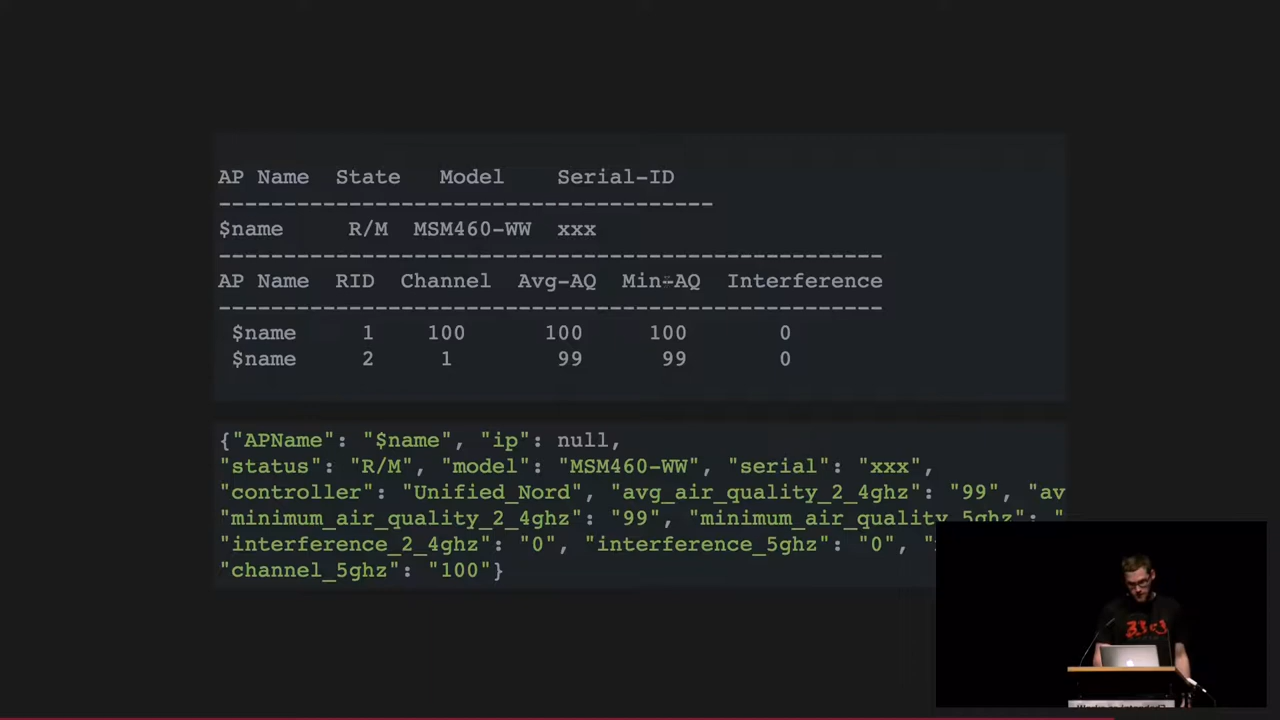 AP Name  State   Model    Serial-ID
--------------------------------------
$name     R/M  MSM460-WW  xxx
---------------------------------------------------
AP Name  RID  Channel  Avg-AQ  Min-AQ  Interference
---------------------------------------------------
$name     1    100      100     100        0
$name     2     1        99      99        0
{"APName": "$name", "ip": null,
"status": "R/M", "model": "MSM460-WW", "serial": "xxx",
"controller": "Unified_Nord", "avg_air_quality_2_4ghz": "99", "av
"minimum_air_quality_2_4ghz": "99", "minimum_air_quality_5ghz": "
"interference_2_4ghz": "0", "interference_5ghz": "0", "
"channel_5ghz": "100"}